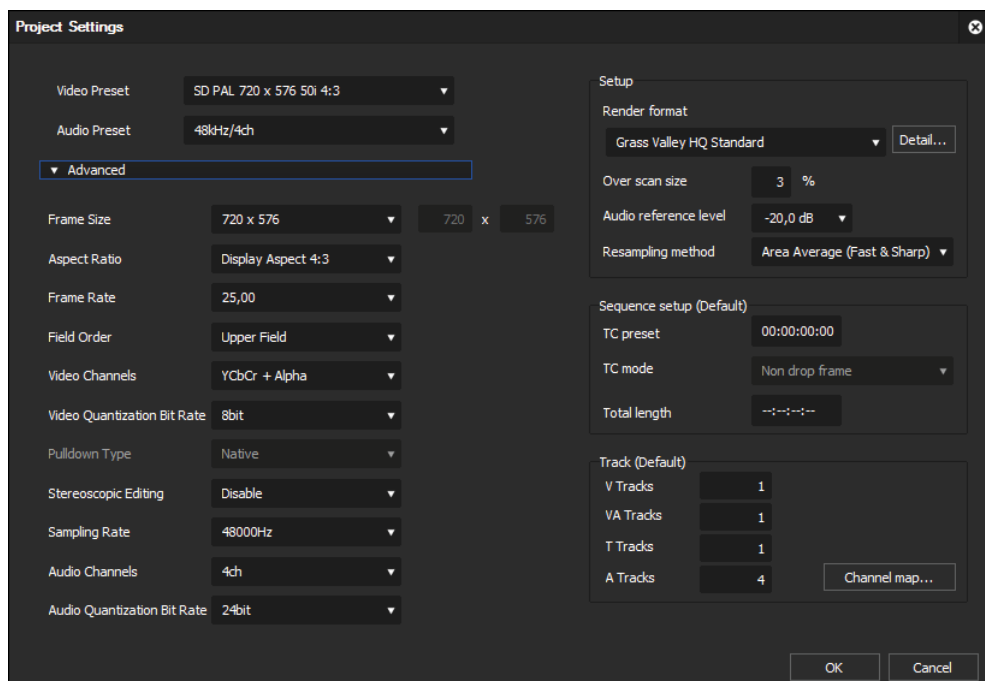 Project Settings
Video Preset SD PAL 720 x 576 50i 4:3
Audio Preset 48kHz/4ch
Advanced
Frame Size 720 x 576 720 x 576
Aspect Ratio Display Aspect 4:3
Frame Rate 25,00
Field Order Upper Field
Video Channels YCbCr + Alpha
Video Quantization Bit Rate 8bit
Pulldown Type Native
Stereoscopic Editing Disable
Sampling Rate 48000Hz
Audio Channels 4ch
Audio Quantization Bit Rate 24bit
Setup
Render format
Grass Valley HQ Standard Detail...
Over scan size 3 %
Audio reference level -20,0 dB
Resampling method Area Average (Fast & Sharp)
Sequence setup (Default)
TC preset 00:00:00:00
TC mode Non drop frame
Total length --:--:--:--
Track (Default)
V Tracks 1
VA Tracks 1
T Tracks 1
A Tracks 4 Channel map...
OK Cancel